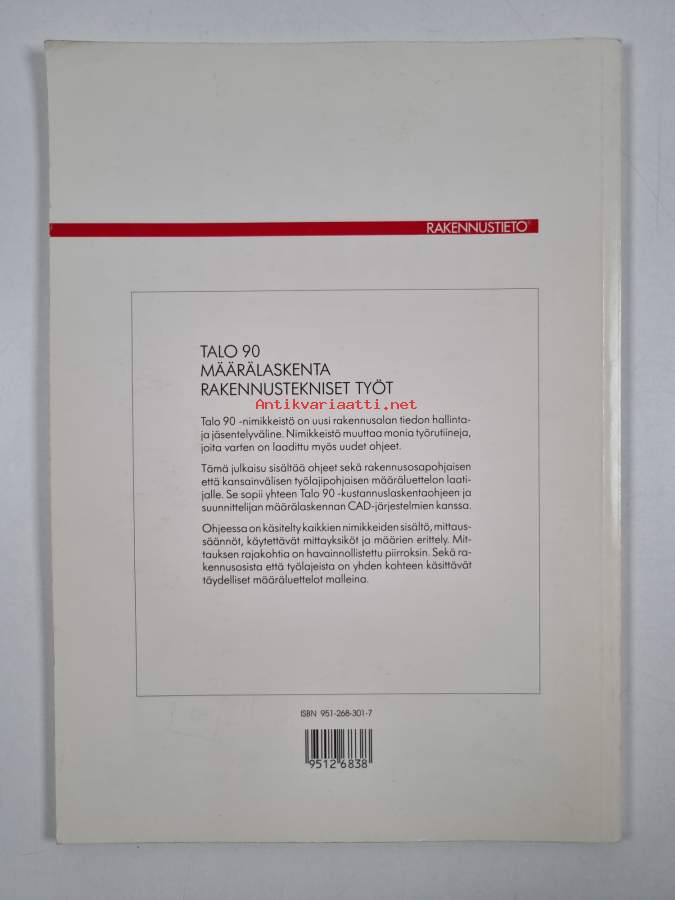 RAKENNUSTIETO®
TALO 90
MÄÄRÄLASKENTA
RAKENNUSTEKNISET TYÖT
Antikvariaatti.net
Talo 90 -nimikkeistö on uusi rakennusalan tiedon hallinta-
ja jäsentelyväline. Nimikkeistö muuttaa monia työrutiineja,
joita varten on laadittu myös uudet ohjeet.
Tämä julkaisu sisältää ohjeet sekä rakennusosapohjaisen
että kansainvälisen työlajipohjaisen määräluettelon laati-
jalle. Se sopii yhteen Talo 90 -kustannuslaskentaohjeen ja
suunnittelijan määrälaskennan CAD-järjestelmien kanssa.
Ohjeessa on käsitelty kaikkien nimikkeiden sisältö, mittaus-
säännöt, käytettävät mittayksiköt ja määrien erittely. Mit-
tauksen rajakohtia on havainnollistettu piirroksin. Sekä ra-
kennusosista että työlajeista on yhden kohteen käsittävät
täydelliset määräluettelot malleina.
ISBN 951-268-301-7
95126838